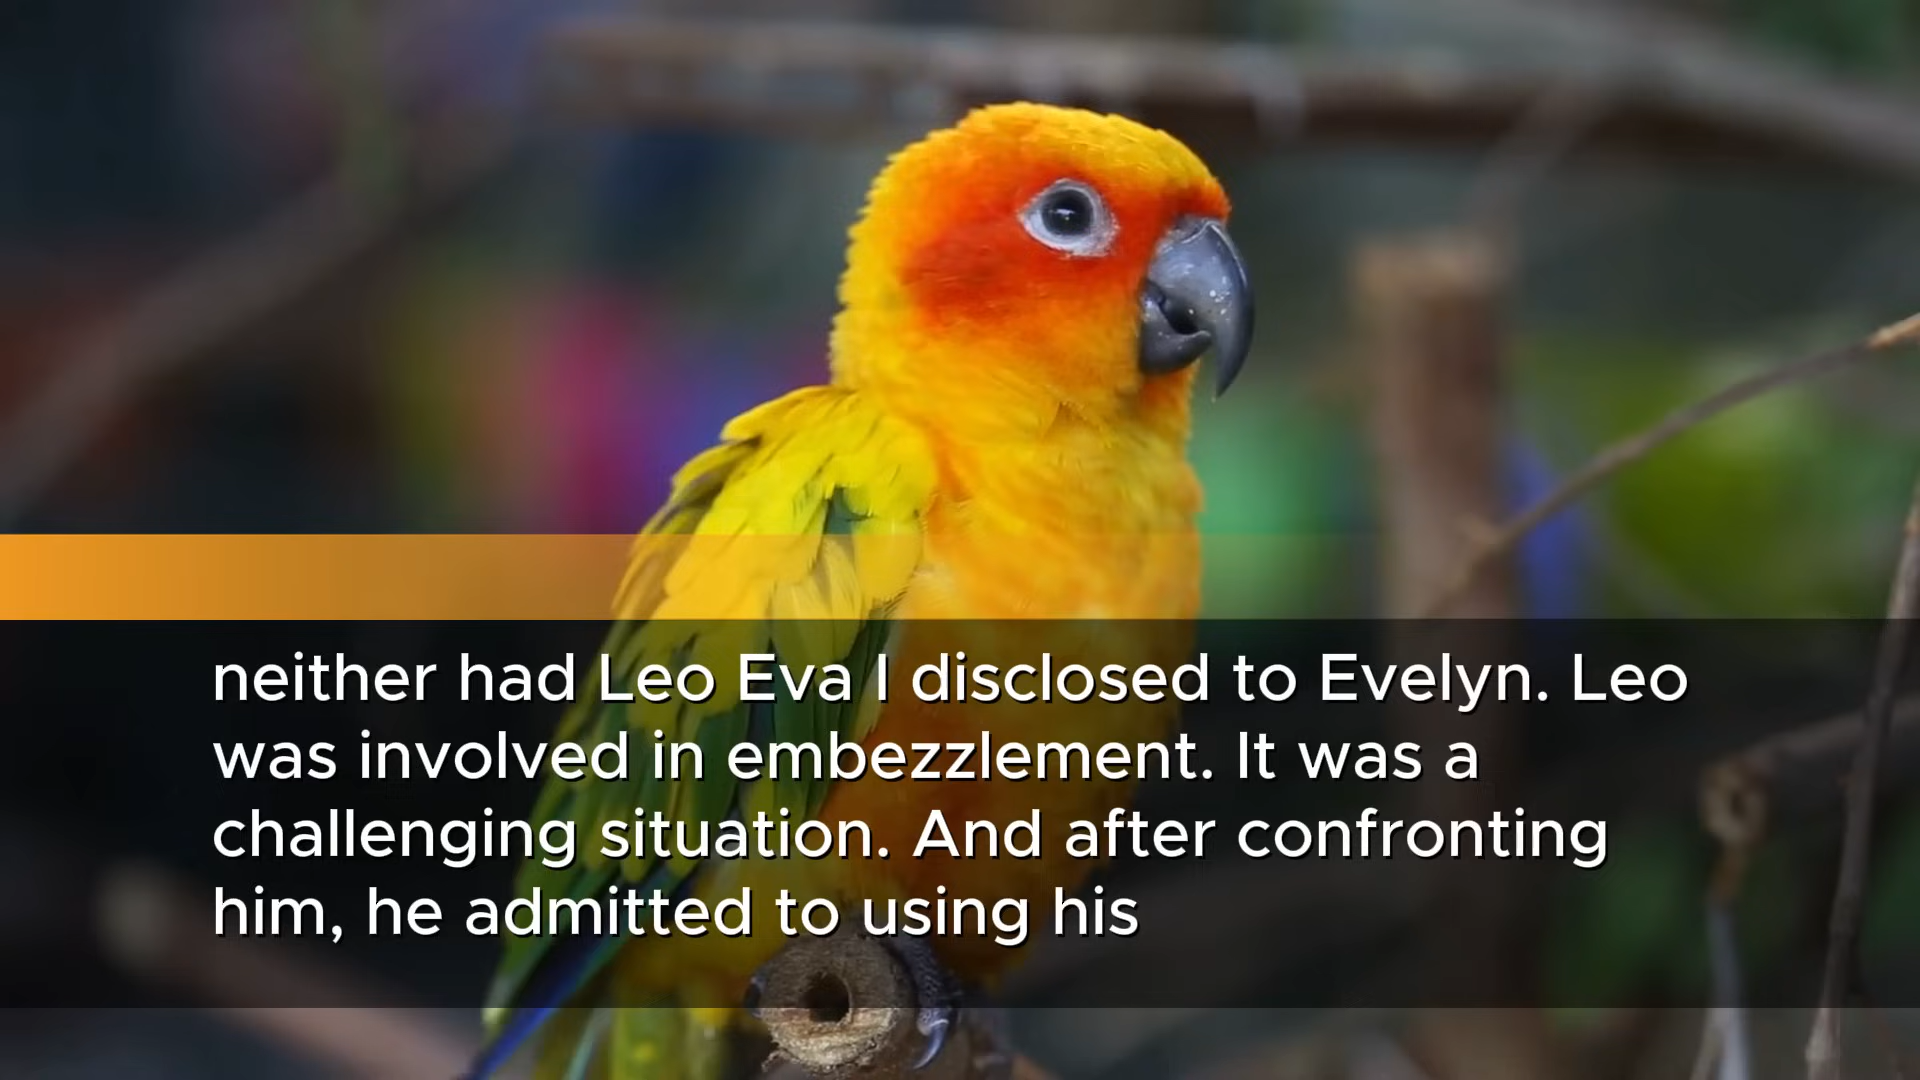 neither had Leo Eva I disclosed to Evelyn. Leo
was involved in embezzlement. It was a
challenging situation. And after confronting
him, he admitted to using his